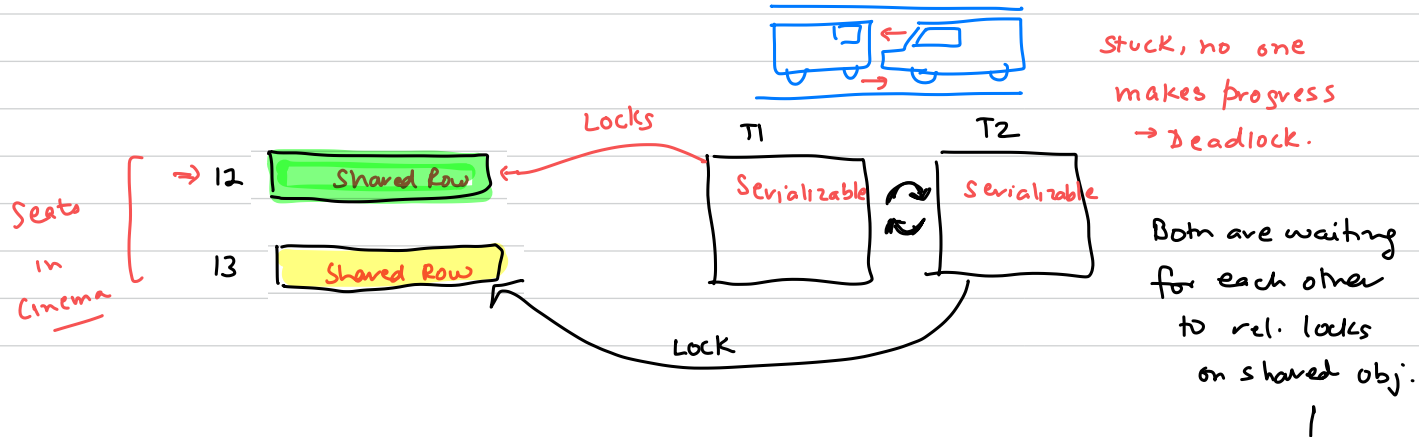 Stuck, no one
makes progress
→ Deadlock.
Locks
T1
T2
→ 12
Shared Row
Serializable
Serializable
Seats
in
Cinema
13
Shared Row
Both are waiting
for each other
to rel. locks
on shared obj.
Lock